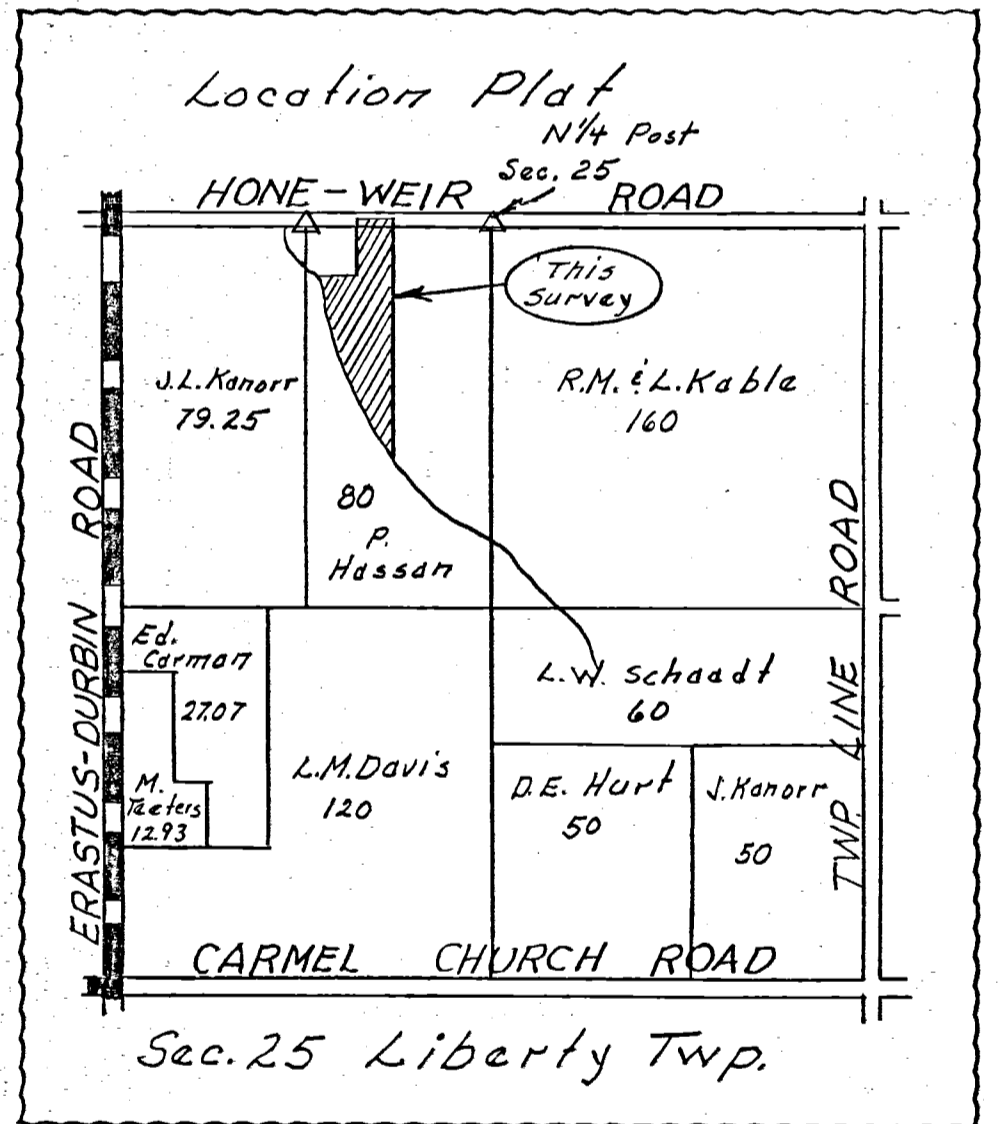 Location Plat
N 1/4 Post
Sec. 25
HONE-WEIR ROAD
This
Survey
J.L. Kanorr
79.25
R.M. & L. Kable
160
80
P.
Hassan
ERASTUS-DURBIN ROAD
TWP. LINE ROAD
Ed.
Carman
27.07
L.W. Schaadt
60
M.
Teeters
12.93
L.M. Davis
120
D.E. Hurt
50
J. Kanorr
50
CARMEL CHURCH ROAD
Sec. 25 Liberty Twp.